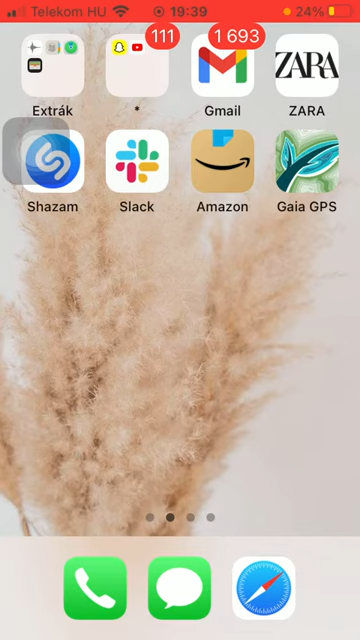 Telekom HU 19:39 24%
111 1 693
Extrák * Gmail ZARA
ZARA
Shazam Slack Amazon Gaia GPS